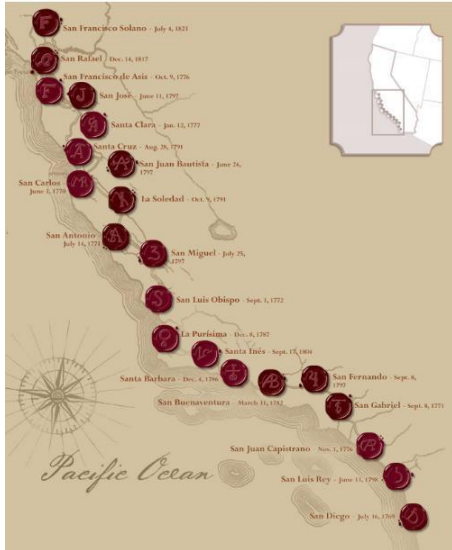 San Francisco Solano - July 4, 1823
San Rafael - Dec. 14, 1817
San Francisco de Asis - Oct. 9, 1776
San José - June 11, 1797
Santa Clara - Jan. 12, 1777
Santa Cruz - Aug. 28, 1791
San Juan Bautista - June 24,
1797
San Carlos
June 3, 1770
La Soledad - Oct. 9, 1791
San Antonio
July 14, 1771
San Miguel - July 25,
1797
San Luis Obispo - Sept. 1, 1772
La Purísima - Dec. 8, 1787
Santa Inés - Sept. 17, 1804
Santa Barbara - Dec. 4, 1786
San Fernando - Sept. 8,
1797
San Buenaventura - March 31, 1782
San Gabriel - Sept. 8, 1771
San Juan Capistrano - Nov. 1, 1776
Pacific Ocean
San Luis Rey - June 13, 1798
San Diego - July 16, 1769